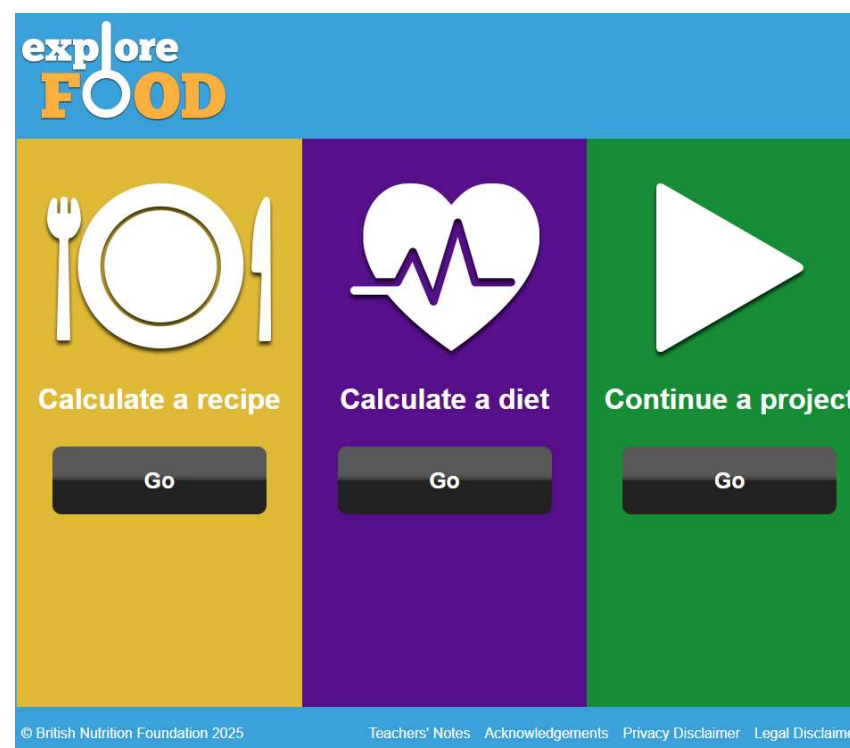 explore
FOOD
Calculate a recipe
Calculate a diet
Continue a project
Go
Go
Go
© British Nutrition Foundation 2025
Teachers' Notes Acknowledgements Privacy Disclaimer Legal Disclaime